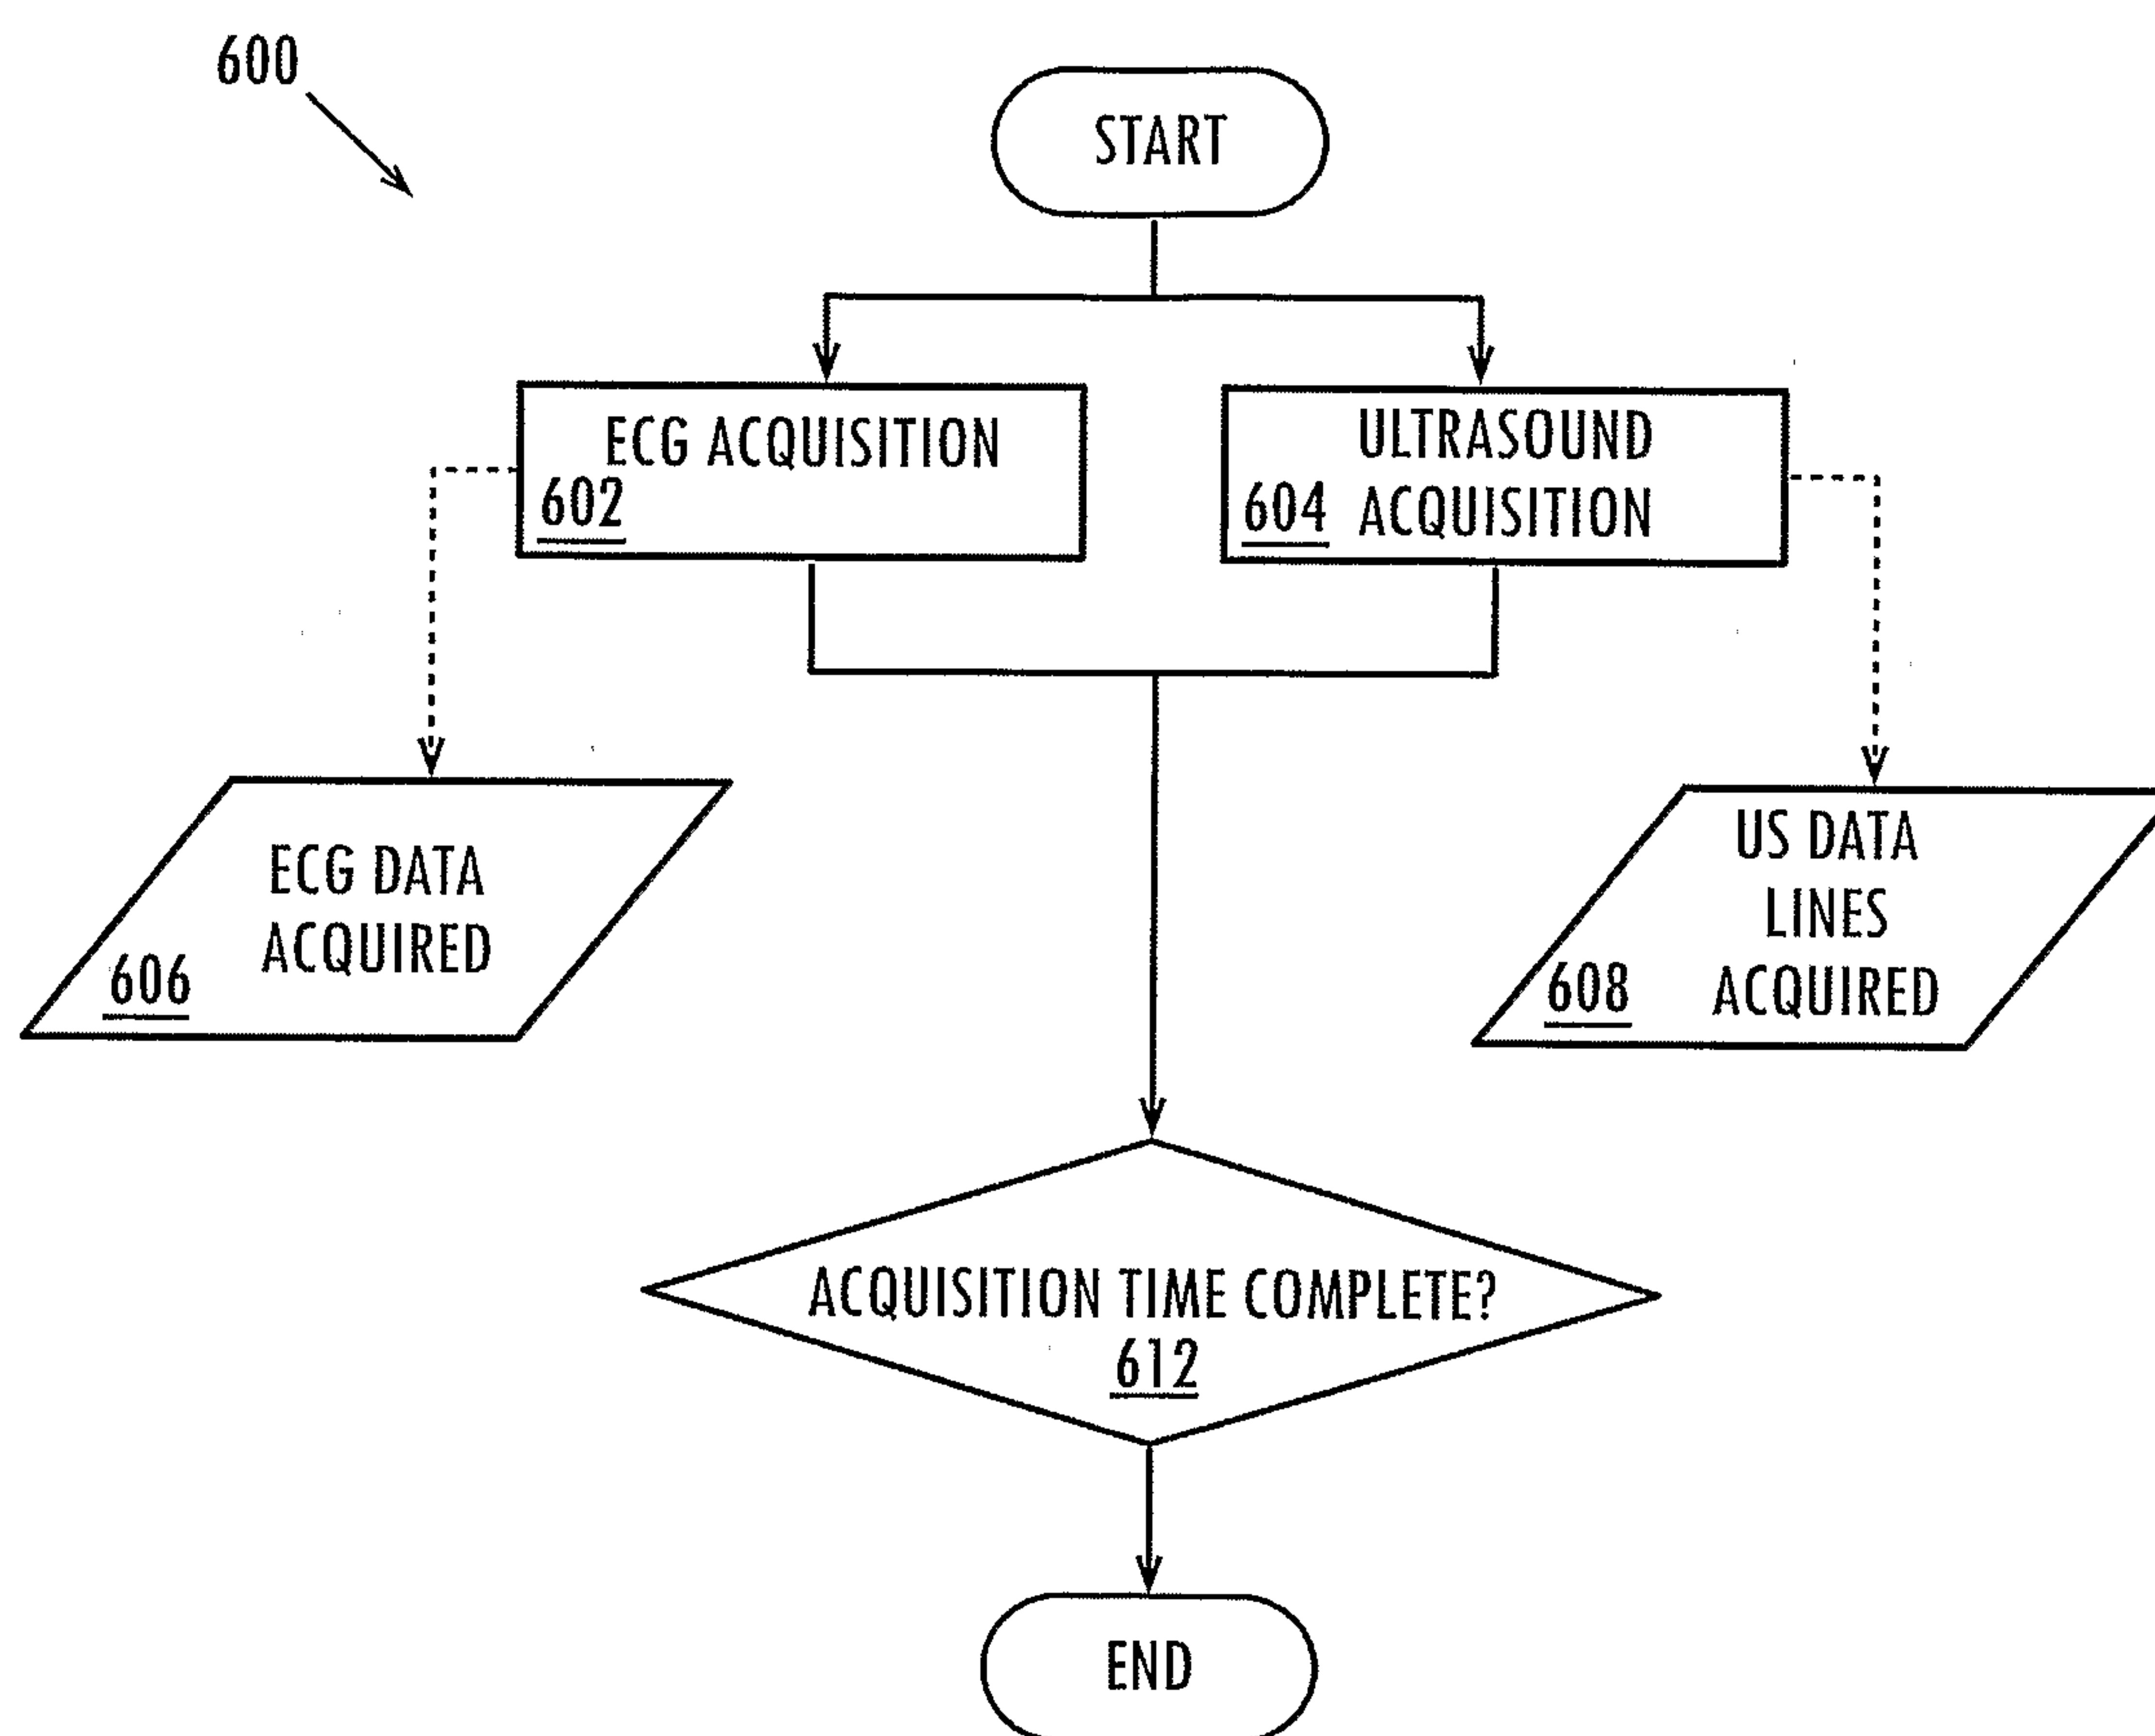 600
START
ECG ACQUISITION
602
ULTRASOUND
604 ACQUISITION
ECG DATA
ACQUIRED
606
US DATA
LINES
608 ACQUIRED
ACQUISITION TIME COMPLETE?
612
END